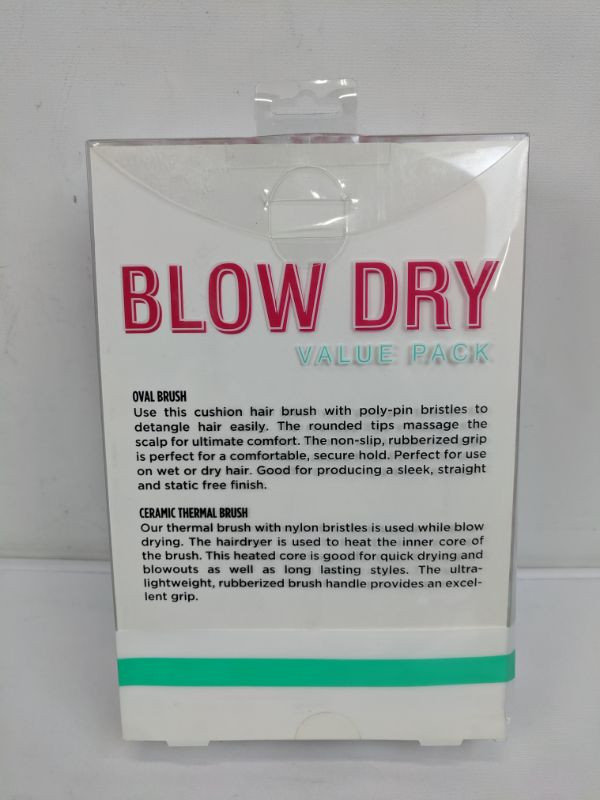 BLOW DRY
VALUE PACK
OVAL BRUSH
Use this cushion hair brush with poly-pin bristles to
detangle hair easily. The rounded tips massage the
scalp for ultimate comfort. The non-slip, rubberized grip
is perfect for a comfortable, secure hold. Perfect for use
on wet or dry hair. Good for producing a sleek, straight
and static free finish.
CERAMIC THERMAL BRUSH
Our thermal brush with nylon bristles is used while blow
drying. The hairdryer is used to heat the inner core of
the brush. This heated core is good for quick drying and
blowouts as well as long lasting styles. The ultra-
lightweight, rubberized brush handle provides an excel-
lent grip.